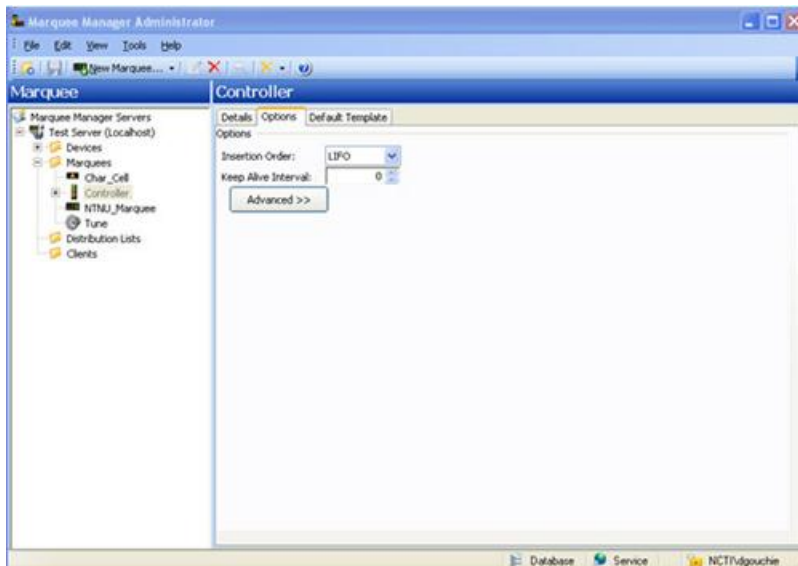 Marquee Manager Administrator
File Edit View Tools Help
New Marquee...
Marquee
Controller
Marquee Manager Servers
Test Server (Localhost)
Devices
Marquees
Char_Cell
Controller
NTNU_Marquee
Tune
Distribution Lists
Clients
Details Options Default Template
Options
Insertion Order: LIFO
Keep Alive Interval: 0
Advanced >>
Database Service NCTI\dgouchie